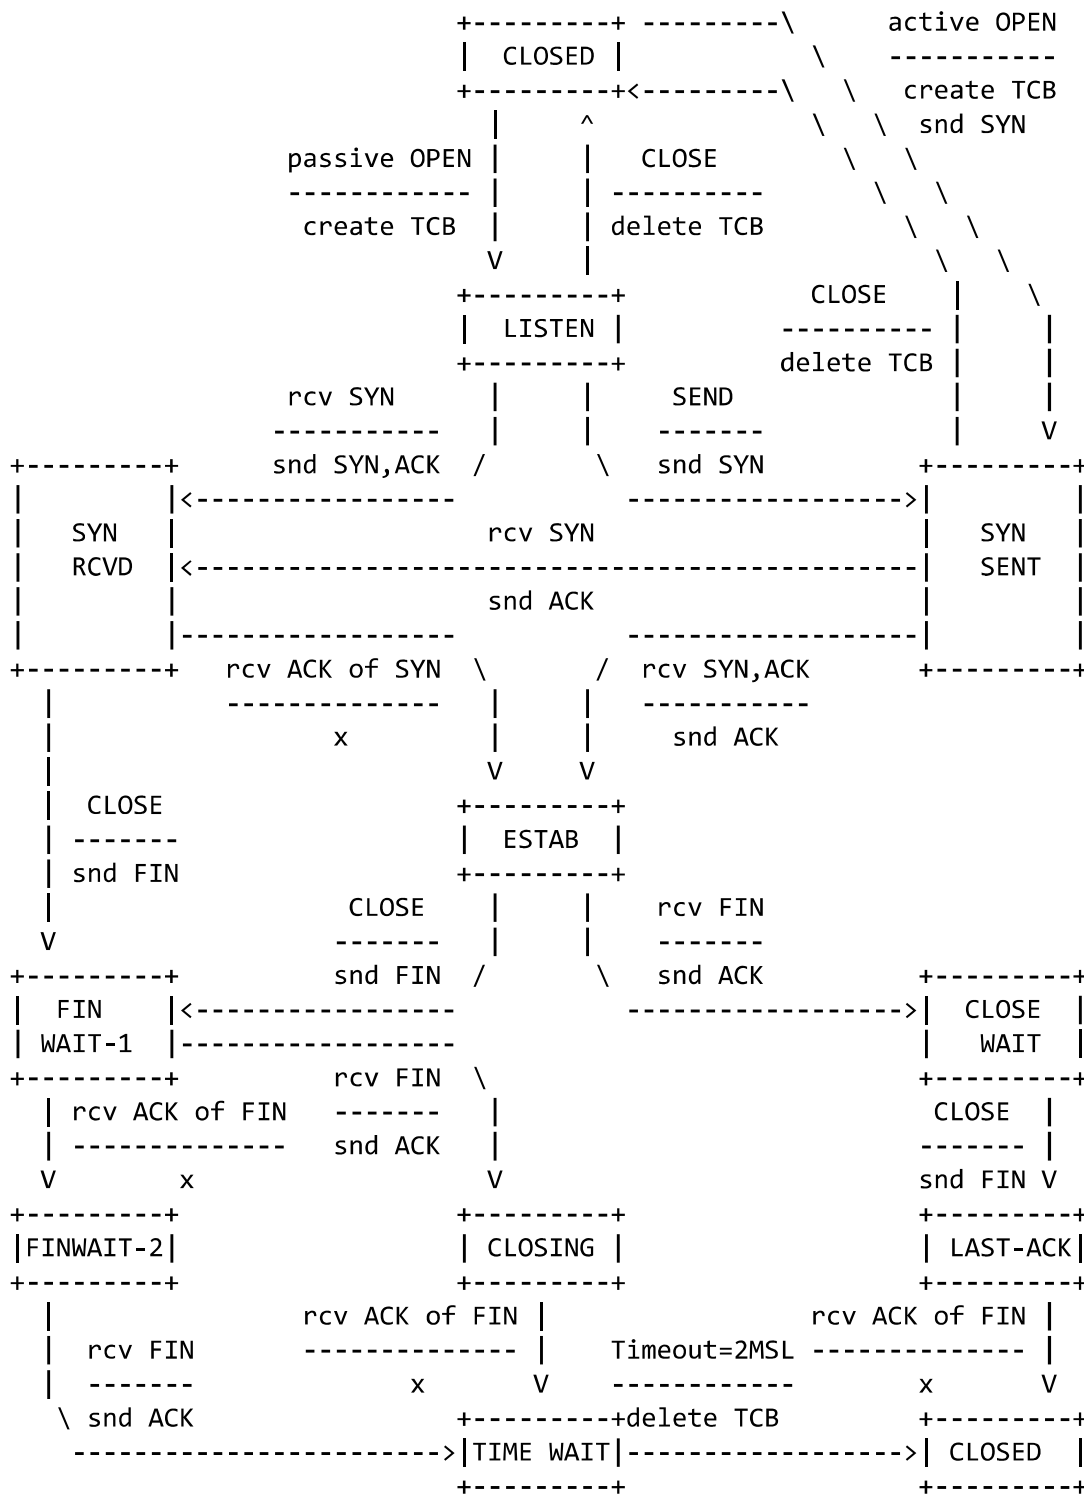 +---------+ ---------\      active OPEN
|  CLOSED |            \    -----------
+---------+<---------\   \   create TCB
|     ^              \   \  snd SYN
passive OPEN |     |   CLOSE        \   \
------------ |     | ----------       \   \
create TCB  |     | delete TCB         \   \
V     |                      \   \
+---------+            CLOSE    |    \
|  LISTEN |          ---------- |     |
+---------+          delete TCB |     |
rcv SYN      |     |     SEND              |     |
-----------   |     |    -------            |     V
+---------+      snd SYN,ACK  /       \   snd SYN          +---------+
|         |<-----------------           ------------------>|         |
|   SYN   |                    rcv SYN                     |   SYN   |
|   RCVD  |<-----------------------------------------------|   SENT  |
|         |                    snd ACK                     |         |
|         |------------------           -------------------|         |
+---------+   rcv ACK of SYN  \       /  rcv SYN,ACK       +---------+
|           --------------   |     |   -----------
|                  x         |     |     snd ACK
|                            V     V
|  CLOSE                   +---------+
| -------                  |  ESTAB  |
| snd FIN                  +---------+
|                   CLOSE    |     |    rcv FIN
V                  -------   |     |    -------
+---------+          snd FIN  /       \   snd ACK          +---------+
|  FIN    |<-----------------           ------------------>|  CLOSE  |
| WAIT-1  |------------------                              |   WAIT  |
+---------+          rcv FIN  \                            +---------+
| rcv ACK of FIN   -------   |                            CLOSE  |
| --------------   snd ACK   |                           ------- |
V        x                   V                           snd FIN V
+---------+                  +---------+                   +---------+
|FINWAIT-2|                  | CLOSING |                   | LAST-ACK|
+---------+                  +---------+                   +---------+
|                rcv ACK of FIN |                 rcv ACK of FIN |
|  rcv FIN       -------------- |    Timeout=2MSL -------------- |
|  -------              x       V    ------------        x       V
\ snd ACK                 +---------+delete TCB         +---------+
------------------------>|TIME WAIT|------------------>| CLOSED  |
+---------+                   +---------+